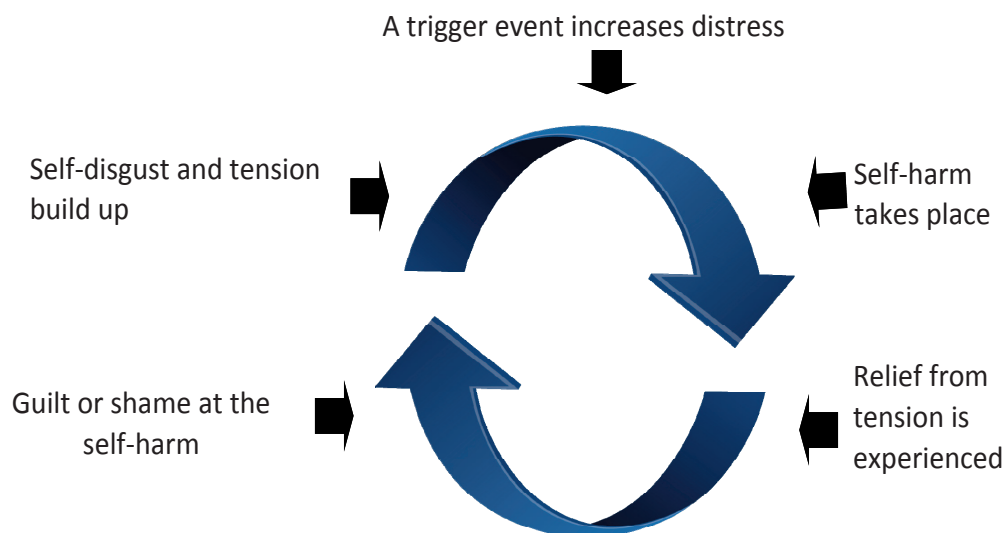 A trigger event increases distress
Self-disgust and tension
build up
Self-harm
takes place
Guilt or shame at the
self-harm
Relief from
tension is
experienced